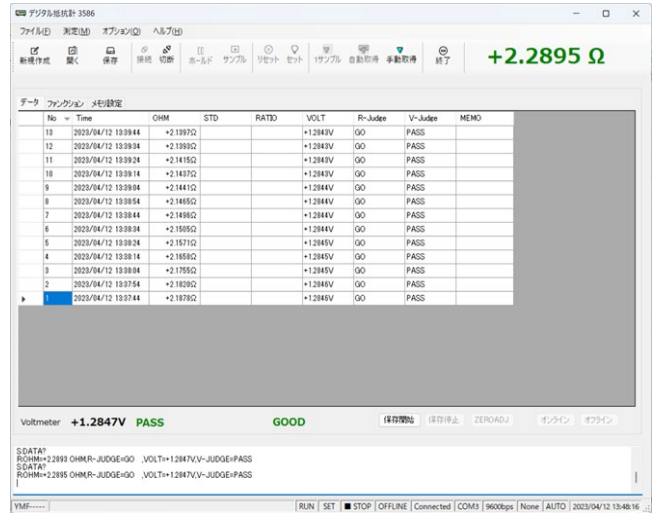 デジタル抵抗計 3586
ファイル(F) 測定(M) オプション(O) ヘルプ(H)
新規作成 開く 保存 接続 切断 ホールド サンプル リセット セット 1サンプル 自動取得 手動取得 終了 +2.2895 Ω
データ ファンクション メモリ設定
No Time OHM STD RATIO VOLT R-Judge V-Judge MEMO
13 2023/04/12 13:39:44 +2.1397Ω +1.2843V GO PASS
12 2023/04/12 13:39:34 +2.1393Ω +1.2843V GO PASS
11 2023/04/12 13:39:24 +2.1415Ω +1.2843V GO PASS
10 2023/04/12 13:39:14 +2.1437Ω +1.2843V GO PASS
9 2023/04/12 13:39:04 +2.1441Ω +1.2844V GO PASS
8 2023/04/12 13:38:54 +2.1465Ω +1.2844V GO PASS
7 2023/04/12 13:38:44 +2.1496Ω +1.2844V GO PASS
6 2023/04/12 13:38:34 +2.1505Ω +1.2844V GO PASS
5 2023/04/12 13:38:24 +2.1571Ω +1.2845V GO PASS
4 2023/04/12 13:38:14 +2.1658Ω +1.2845V GO PASS
3 2023/04/12 13:38:04 +2.1755Ω +1.2845V GO PASS
2 2023/04/12 13:37:54 +2.1820Ω +1.2846V GO PASS
1 2023/04/12 13:37:44 +2.1878Ω +1.2846V GO PASS
Voltmeter +1.2847V PASS GOOD 保存開始 保存停止 ZEROADJ オンライン オフライン
SDATA?
ROHM=+2.2893 OHM,R-JUDGE=GO ,VOLT=+1.2847V,V-JUDGE=PASS
SDATA?
ROHM=+2.2895 OHM,R-JUDGE=GO ,VOLT=+1.2847V,V-JUDGE=PASS
YMF----- RUN SET ■ STOP OFFLINE Connected COM3 9600bps None AUTO 2023/04/12 13:48:16